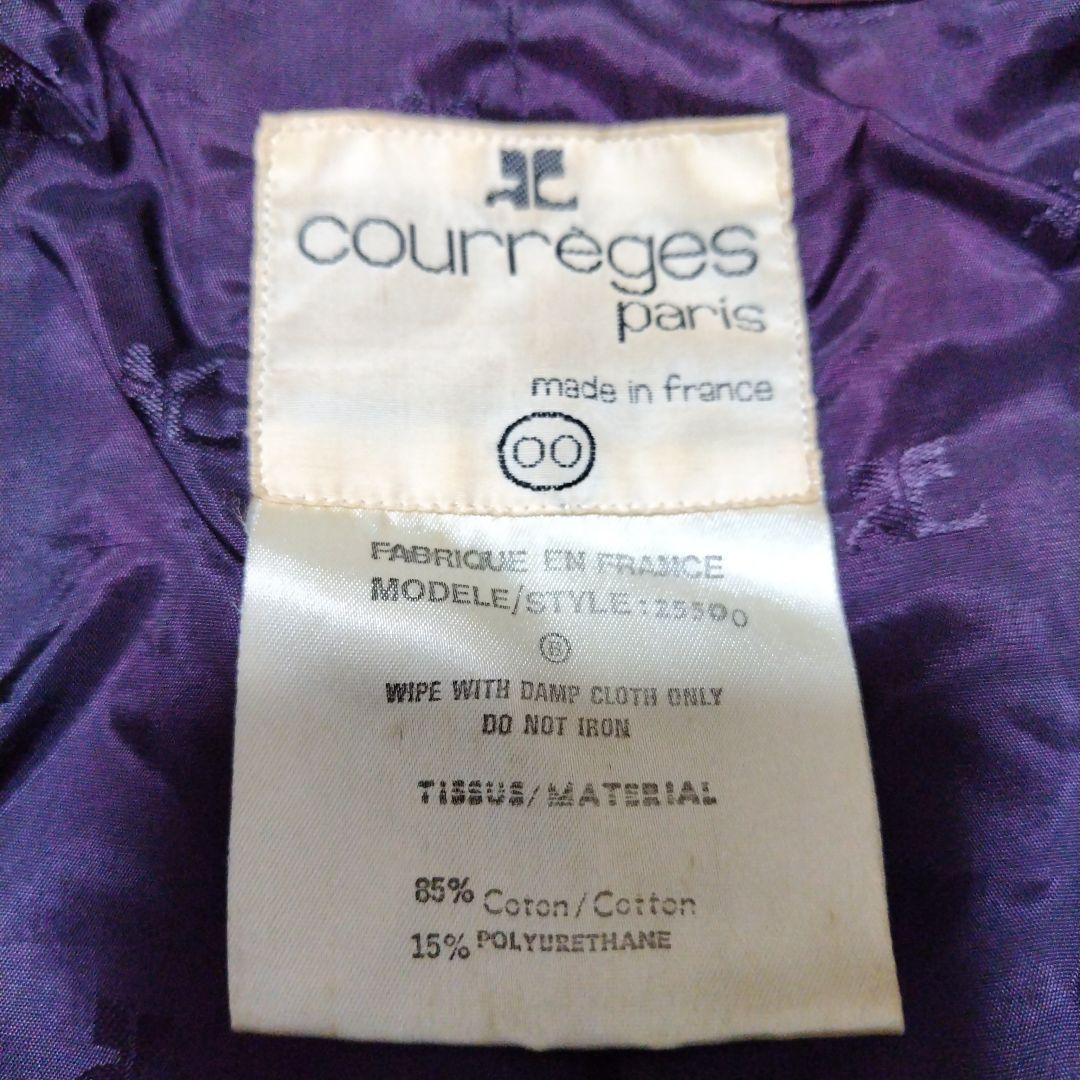 courrèges
paris
made in france
00
FABRIQUE EN FRANCE
MODELE/STYLE:25500
B
WIPE WITH DAMP CLOTH ONLY
DO NOT IRON
TISSUS/MATERIAL
85% Coton/Cotton
15% POLYURETHANE